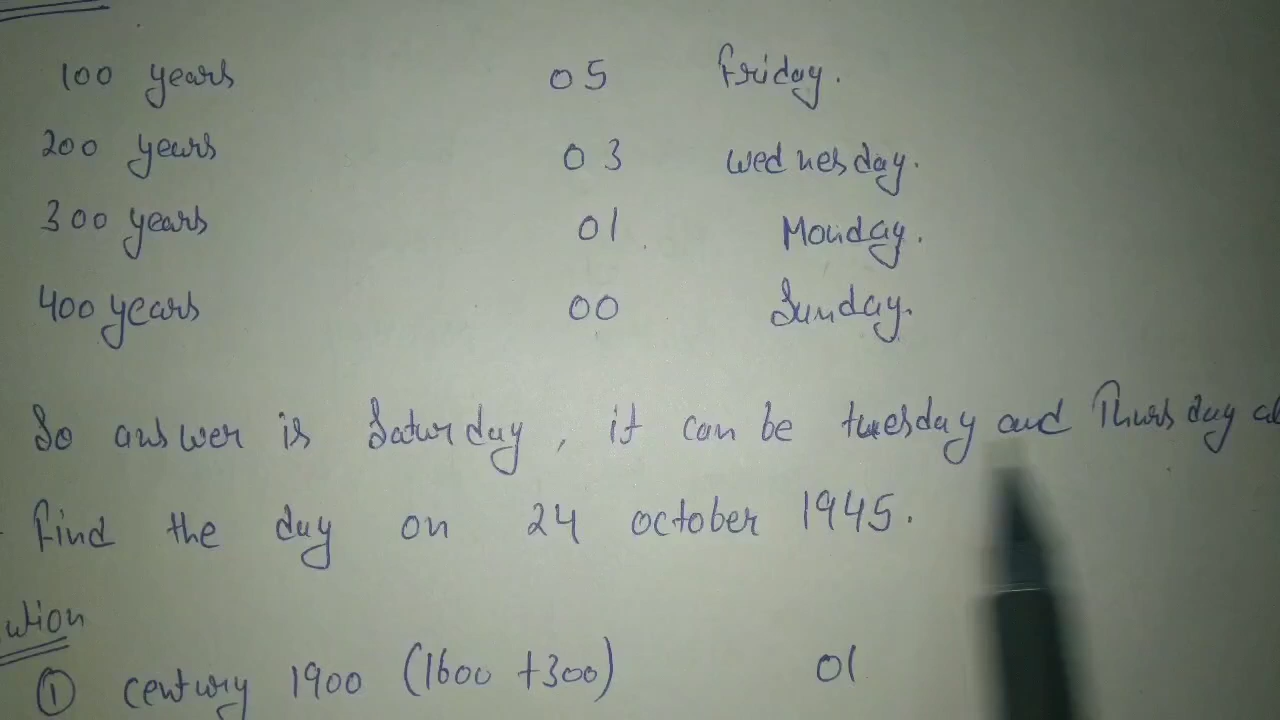 100 years 05 Friday.
200 years 03 Wednesday.
300 years 01 Monday.
400 years 00 Sunday.
So answer is Saturday, it can be tuesday and Thursday al
Find the day on 24 october 1945.
ution
① century 1900 (1600 +300) 01